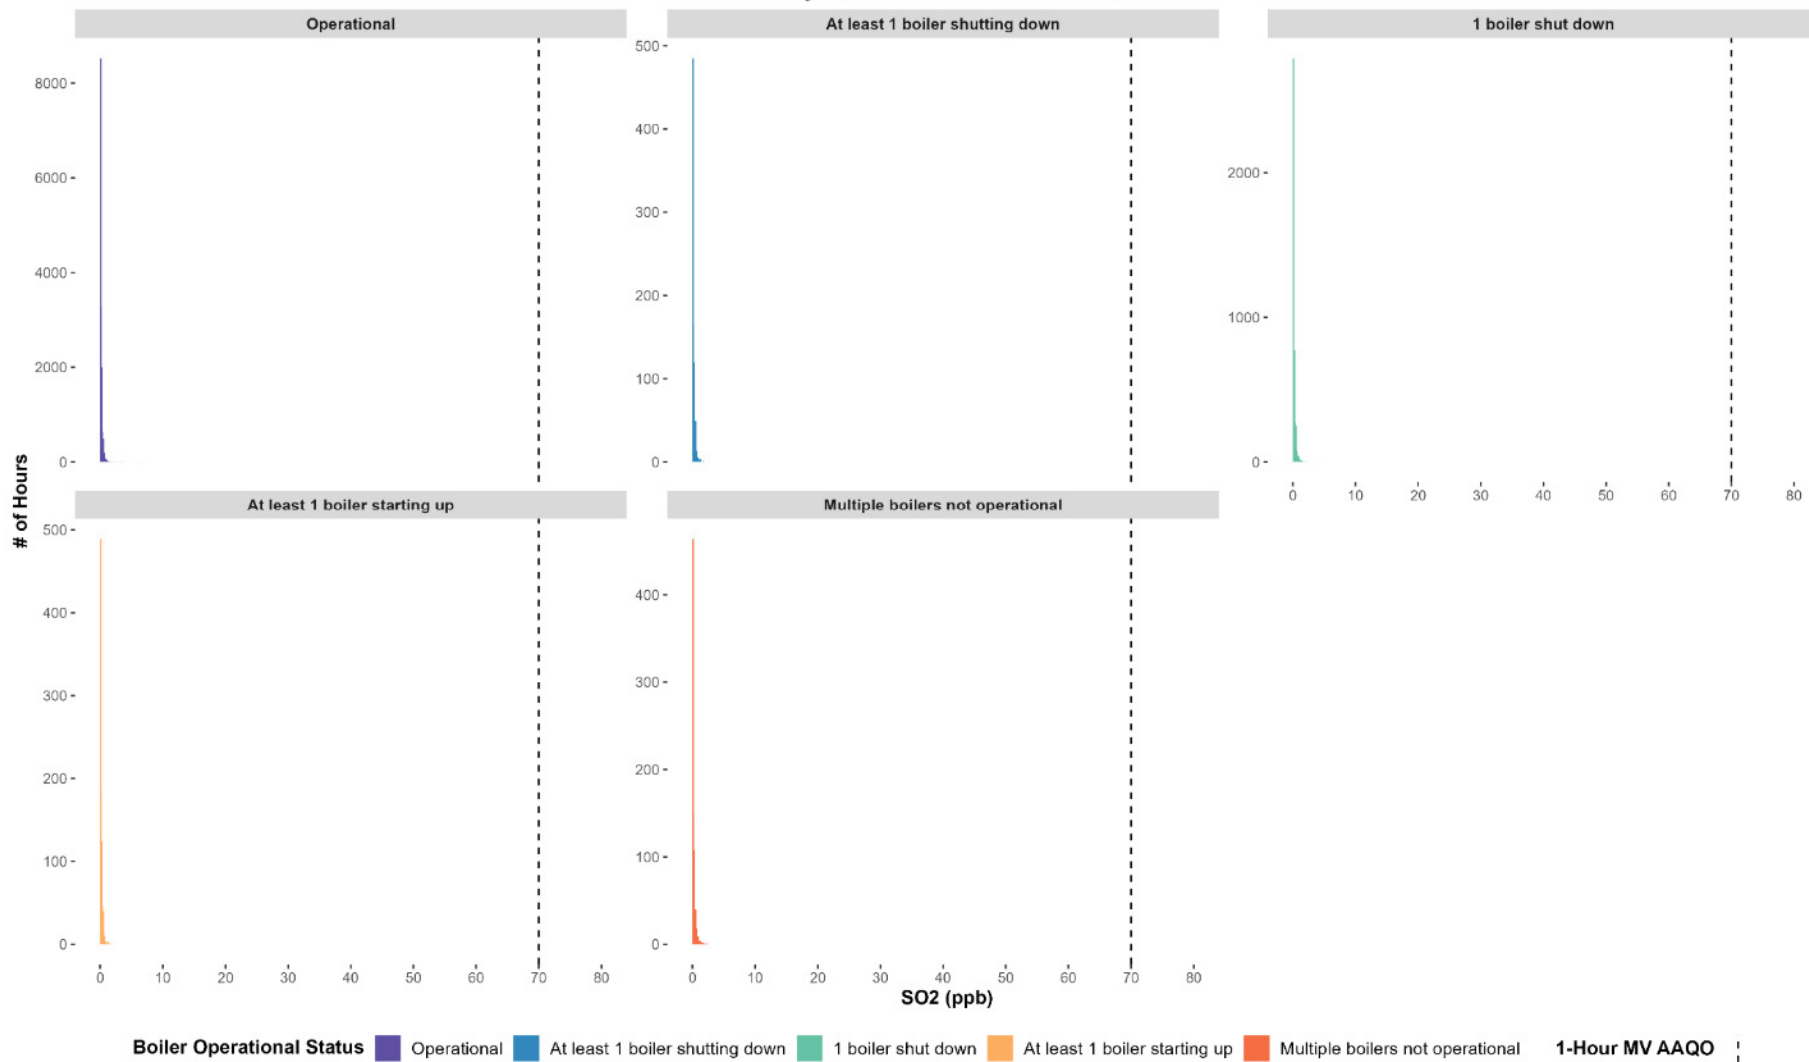 Operational
At least 1 boiler shutting down
1 boiler shut down
8000
6000
4000
2000
0
500
400
300
200
100
0
2000
1000
0
0 10 20 30 40 50 60 70 80
At least 1 boiler starting up
Multiple boilers not operational
# of Hours
500
400
300
200
100
0
400
300
200
100
0
0 10 20 30 40 50 60 70 80
0 10 20 30 40 50 60 70 80
SO2 (ppb)
Boiler Operational Status Operational At least 1 boiler shutting down 1 boiler shut down At least 1 boiler starting up Multiple boilers not operational 1-Hour MV AAQO